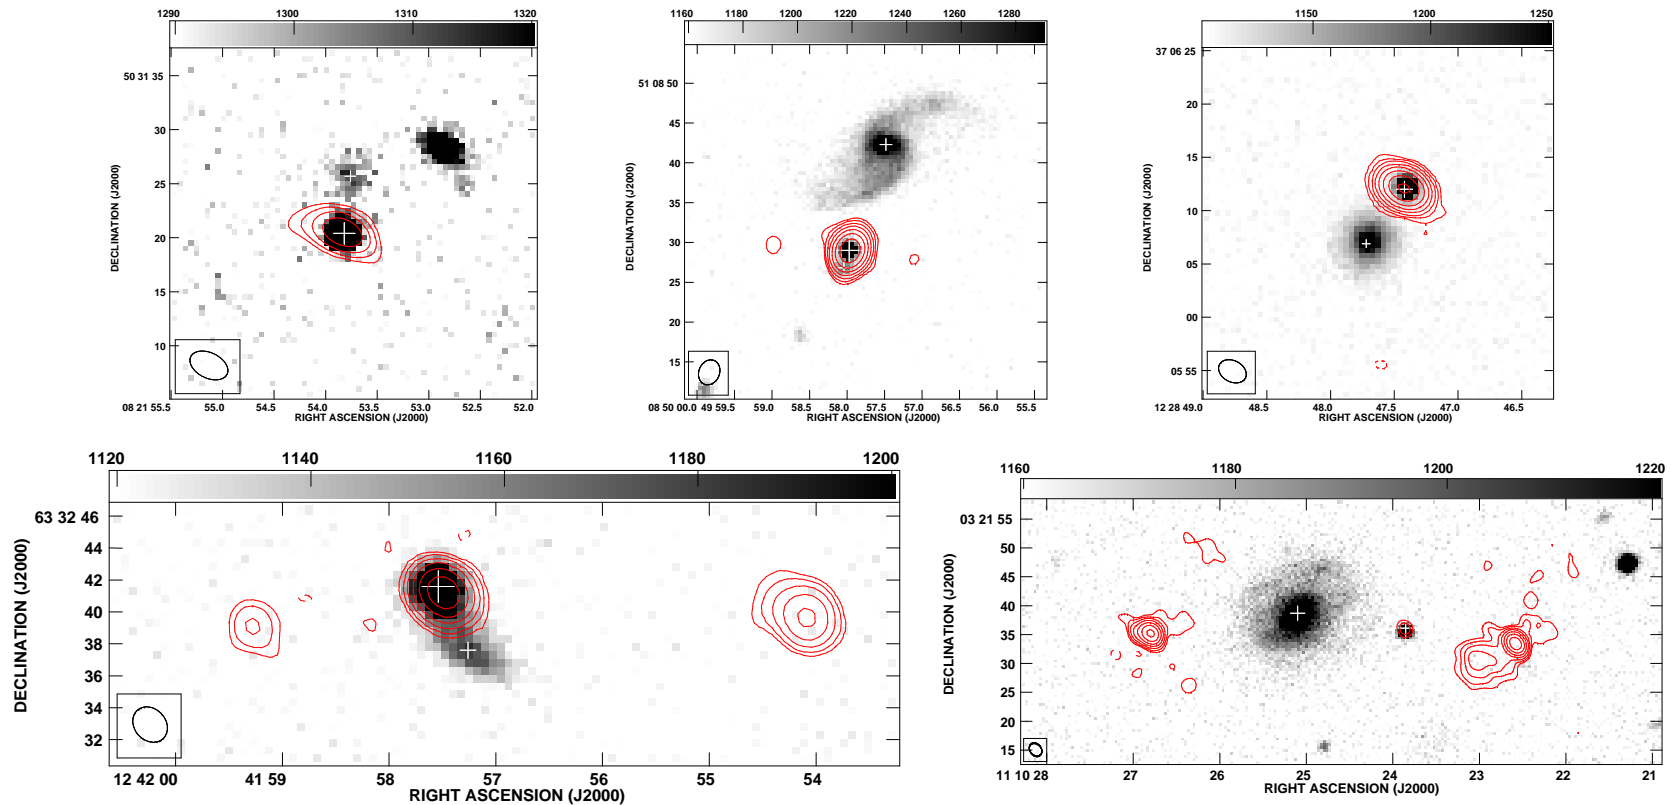 1290 1300 1310 1320
50 31 35
30
25
20
15
10
DECLINATION (J2000)
08 21 55.5 55.0 54.5 54.0 53.5 53.0 52.5 52.0
RIGHT ASCENSION (J2000)
1160 1180 1200 1220 1240 1260 1280
51 08 50
45
40
35
30
25
20
15
DECLINATION (J2000)
08 50 00.0 49 59.5 59.0 58.5 58.0 57.5 57.0 56.5 56.0 55.5
RIGHT ASCENSION (J2000)
1150 1200 1250
37 06 25
20
15
10
05
00
05 55
DECLINATION (J2000)
12 28 49.0 48.5 48.0 47.5 47.0 46.5
RIGHT ASCENSION (J2000)
1120 1140 1160 1180 1200
63 32 46
44
42
40
38
36
34
32
DECLINATION (J2000)
12 42 00 41 59 58 57 56 55 54
RIGHT ASCENSION (J2000)
1160 1180 1200 1220
03 21 55
50
45
40
35
30
25
20
15
DECLINATION (J2000)
11 10 28 27 26 25 24 23 22 21
RIGHT ASCENSION (J2000)